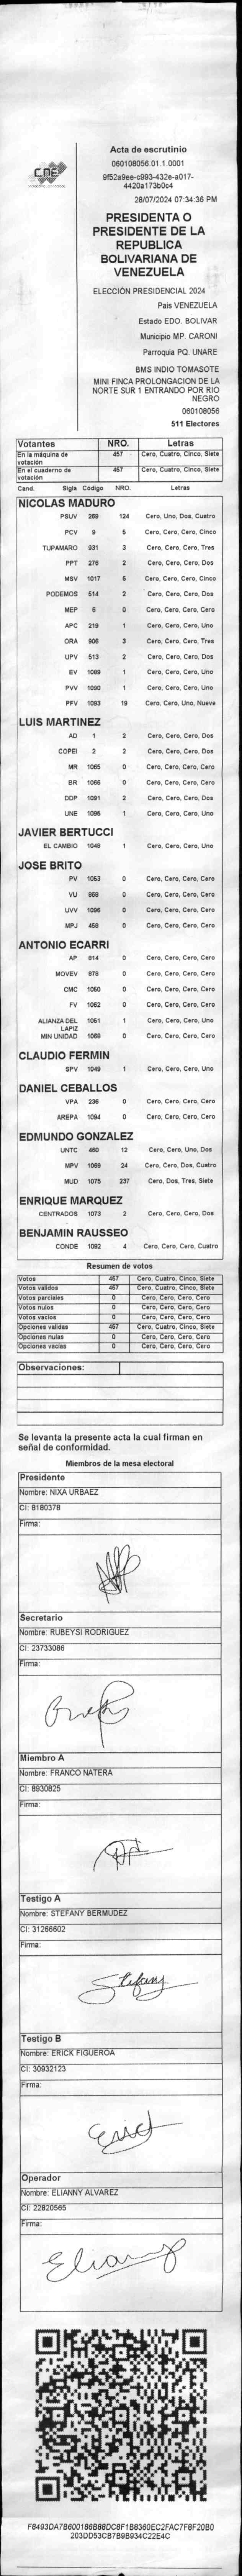 CNE
Acta de escrutinio
060108056.01.1.0001
9f52a9ee-c993-432e-a017-
4420a173b0c4
28/07/2024 07:34:36 PM
PRESIDENTA O
PRESIDENTE DE LA
REPUBLICA
BOLIVARIANA DE
VENEZUELA
ELECCIÓN PRESIDENCIAL 2024
Pais VENEZUELA
Estado EDO. BOLIVAR
Municipio MP. CARONI
Parroquia PQ. UNARE
BMS INDIO TOMASOTE
MINI FINCA PROLONGACION DE LA
NORTE SUR 1 ENTRANDO POR RIO
NEGRO
060108056
511 Electores
Votantes NRO. Letras
En la máquina de votación 457 Cero, Cuatro, Cinco, Siete
En el cuaderno de votación 457 Cero, Cuatro, Cinco, Siete
Cand. Sigla Código NRO. Letras
NICOLAS MADURO
PSUV 269 124 Cero, Uno, Dos, Cuatro
PCV 9 5 Cero, Cero, Cero, Cinco
TUPAMARO 931 3 Cero, Cero, Cero, Tres
PPT 276 2 Cero, Cero, Cero, Dos
MSV 1017 5 Cero, Cero, Cero, Cinco
PODEMOS 514 2 Cero, Cero, Cero, Dos
MEP 6 0 Cero, Cero, Cero, Cero
APC 219 1 Cero, Cero, Cero, Uno
ORA 906 3 Cero, Cero, Cero, Tres
UPV 513 2 Cero, Cero, Cero, Dos
EV 1089 1 Cero, Cero, Cero, Uno
PVV 1090 1 Cero, Cero, Cero, Uno
PFV 1093 19 Cero, Cero, Uno, Nueve
LUIS MARTINEZ
AD 1 2 Cero, Cero, Cero, Dos
COPEI 2 2 Cero, Cero, Cero, Dos
MR 1065 0 Cero, Cero, Cero, Cero
BR 1066 0 Cero, Cero, Cero, Cero
DDP 1091 2 Cero, Cero, Cero, Dos
UNE 1095 1 Cero, Cero, Cero, Uno
JAVIER BERTUCCI
EL CAMBIO 1048 1 Cero, Cero, Cero, Uno
JOSE BRITO
PV 1053 0 Cero, Cero, Cero, Cero
VU 969 0 Cero, Cero, Cero, Cero
UVV 1096 0 Cero, Cero, Cero, Cero
MPJ 458 0 Cero, Cero, Cero, Cero
ANTONIO ECARRI
AP 814 0 Cero, Cero, Cero, Cero
MOVEV 878 0 Cero, Cero, Cero, Cero
CMC 1050 0 Cero, Cero, Cero, Cero
FV 1062 0 Cero, Cero, Cero, Cero
ALIANZA DEL LAPIZ 1061 1 Cero, Cero, Cero, Uno
MIN UNIDAD 1068 0 Cero, Cero, Cero, Cero
CLAUDIO FERMIN
SPV 1049 1 Cero, Cero, Cero, Uno
DANIEL CEBALLOS
VPA 236 0 Cero, Cero, Cero, Cero
AREPA 1094 0 Cero, Cero, Cero, Cero
EDMUNDO GONZALEZ
UNTC 460 12 Cero, Cero, Uno, Dos
MPV 1069 24 Cero, Cero, Dos, Cuatro
MUD 1075 237 Cero, Dos, Tres, Siete
ENRIQUE MARQUEZ
CENTRADOS 1073 2 Cero, Cero, Cero, Dos
BENJAMIN RAUSSEO
CONDE 1092 4 Cero, Cero, Cero, Cuatro
Resumen de votos
Votos 457 Cero, Cuatro, Cinco, Siete
Votos validos 457 Cero, Cuatro, Cinco, Siete
Votos parciales 0 Cero, Cero, Cero, Cero
Votos nulos 0 Cero, Cero, Cero, Cero
Votos vacios 0 Cero, Cero, Cero, Cero
Opciones validas 457 Cero, Cuatro, Cinco, Siete
Opciones nulas 0 Cero, Cero, Cero, Cero
Opciones vacias 0 Cero, Cero, Cero, Cero
Observaciones:
Se levanta la presente acta la cual firman en
señal de conformidad.
Miembros de la mesa electoral
Presidente
Nombre: NIXA URBAEZ
CI: 8180378
Firma:
Secretario
Nombre: RUBEYSI RODRIGUEZ
CI: 23733086
Firma:
Miembro A
Nombre: FRANCO NATERA
CI: 8930825
Firma:
Testigo A
Nombre: STEFANY BERMUDEZ
CI: 31266602
Firma:
Stefany
Testigo B
Nombre: ERICK FIGUEROA
CI: 30932123
Firma:
Erick
Operador
Nombre: ELIANNY ALVAREZ
CI: 22820565
Firma:
Elianny
F8493DA7B600186B88DC8F1B8360EC2FAC7F8F20B0
203DD53CB7B9B934C22E4C